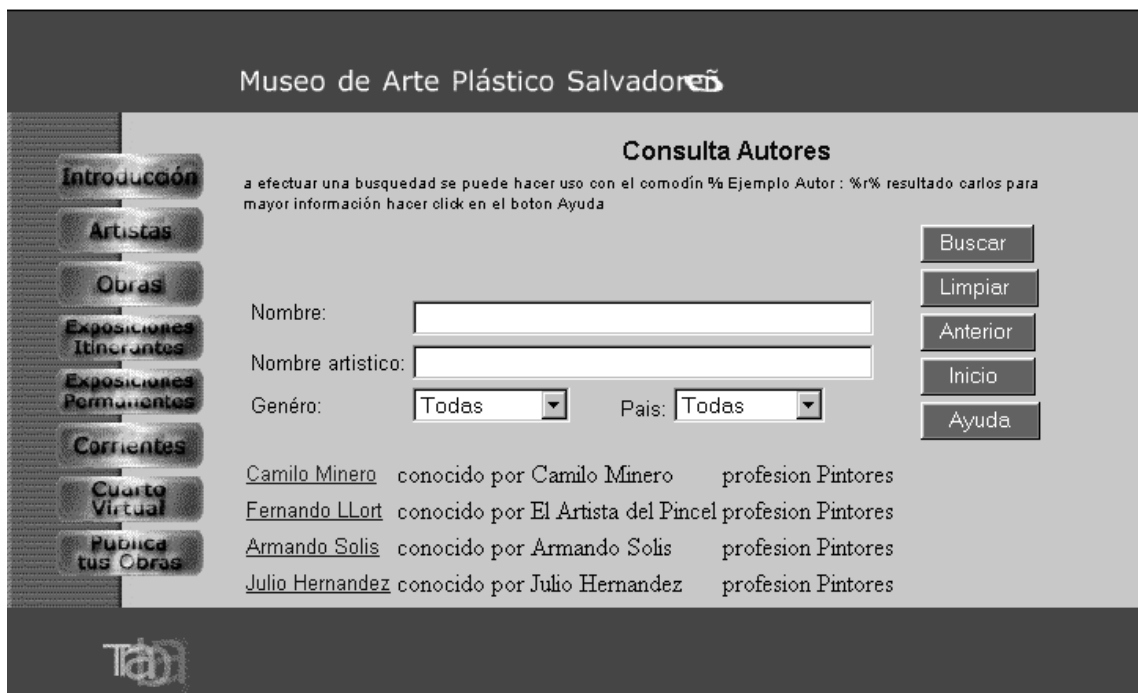 Museo de Arte Plástico Salvadoreñ
Consulta Autores
a efectuar una busquedad se puede hacer uso con el comodín % Ejemplo Autor : %r% resultado carlos para
mayor información hacer click en el boton Ayuda
Introducción
Artistas
Obras
Exposiciones
Itinerantes
Exposiciones
Permanentes
Corrientes
Cuarto
Virtual
Publica
tus Obras
Nombre:
Nombre artistico:
Genéro: Todas Pais: Todas
Buscar
Limpiar
Anterior
Inicio
Ayuda
Camilo Minero conocido por Camilo Minero profesion Pintores
Fernando LLort conocido por El Artista del Pincel profesion Pintores
Armando Solis conocido por Armando Solis profesion Pintores
Julio Hernandez conocido por Julio Hernandez profesion Pintores